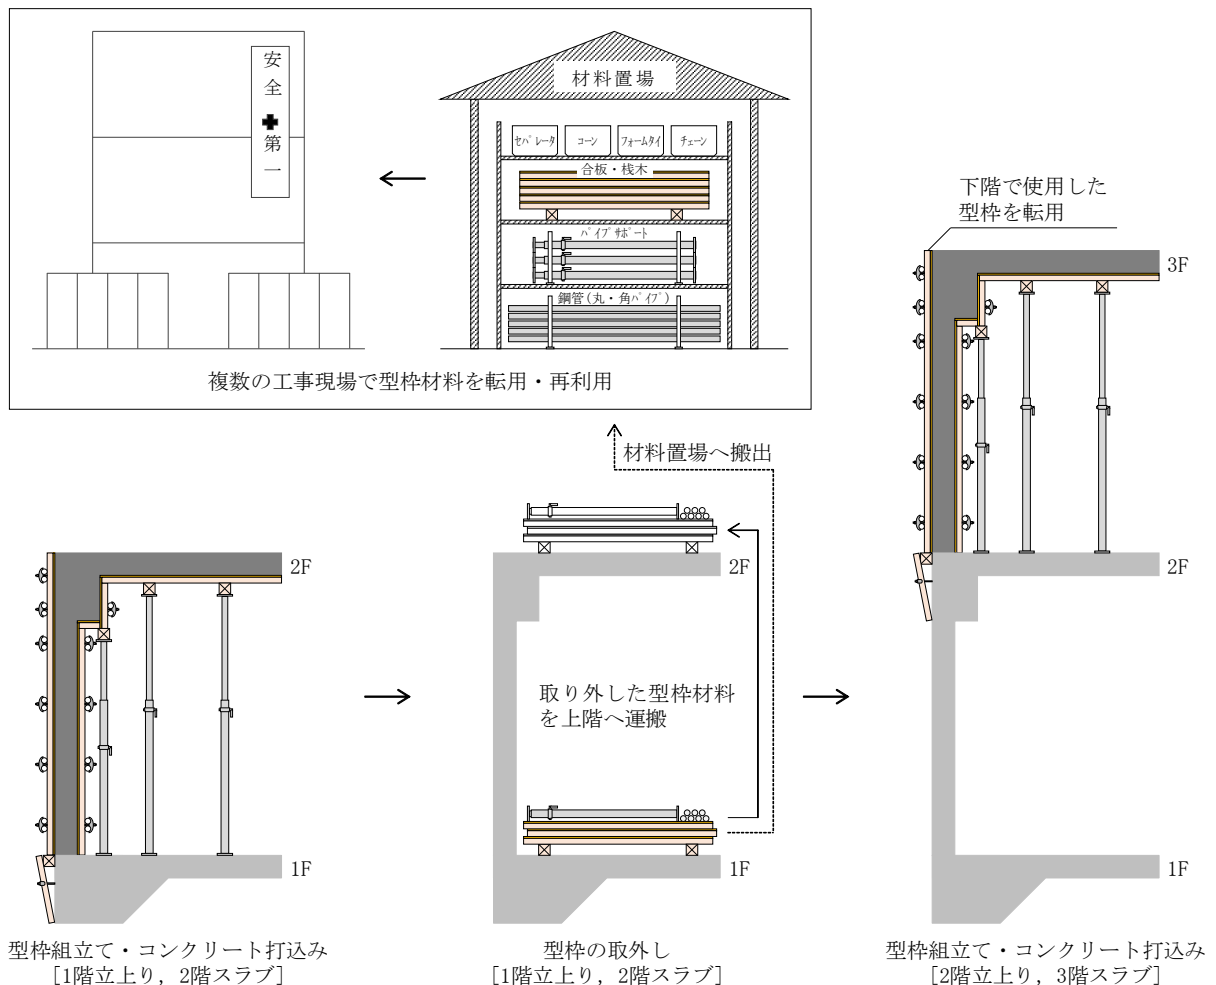 安全✚第一
材料置場
セパレータ
コーン
フォームタイ
チェーン
合板・桟木
パイプサポート
鋼管(丸・角パイプ)
複数の工事現場で型枠材料を転用・再利用
下階で使用した
型枠を転用
3F
材料置場へ搬出
2F
2F
2F
取り外した型枠材料
を上階へ運搬
1F
1F
1F
型枠組立て・コンクリート打込み
[1階立上り, 2階スラブ]
型枠の取外し
[1階立上り, 2階スラブ]
型枠組立て・コンクリート打込み
[2階立上り, 3階スラブ]